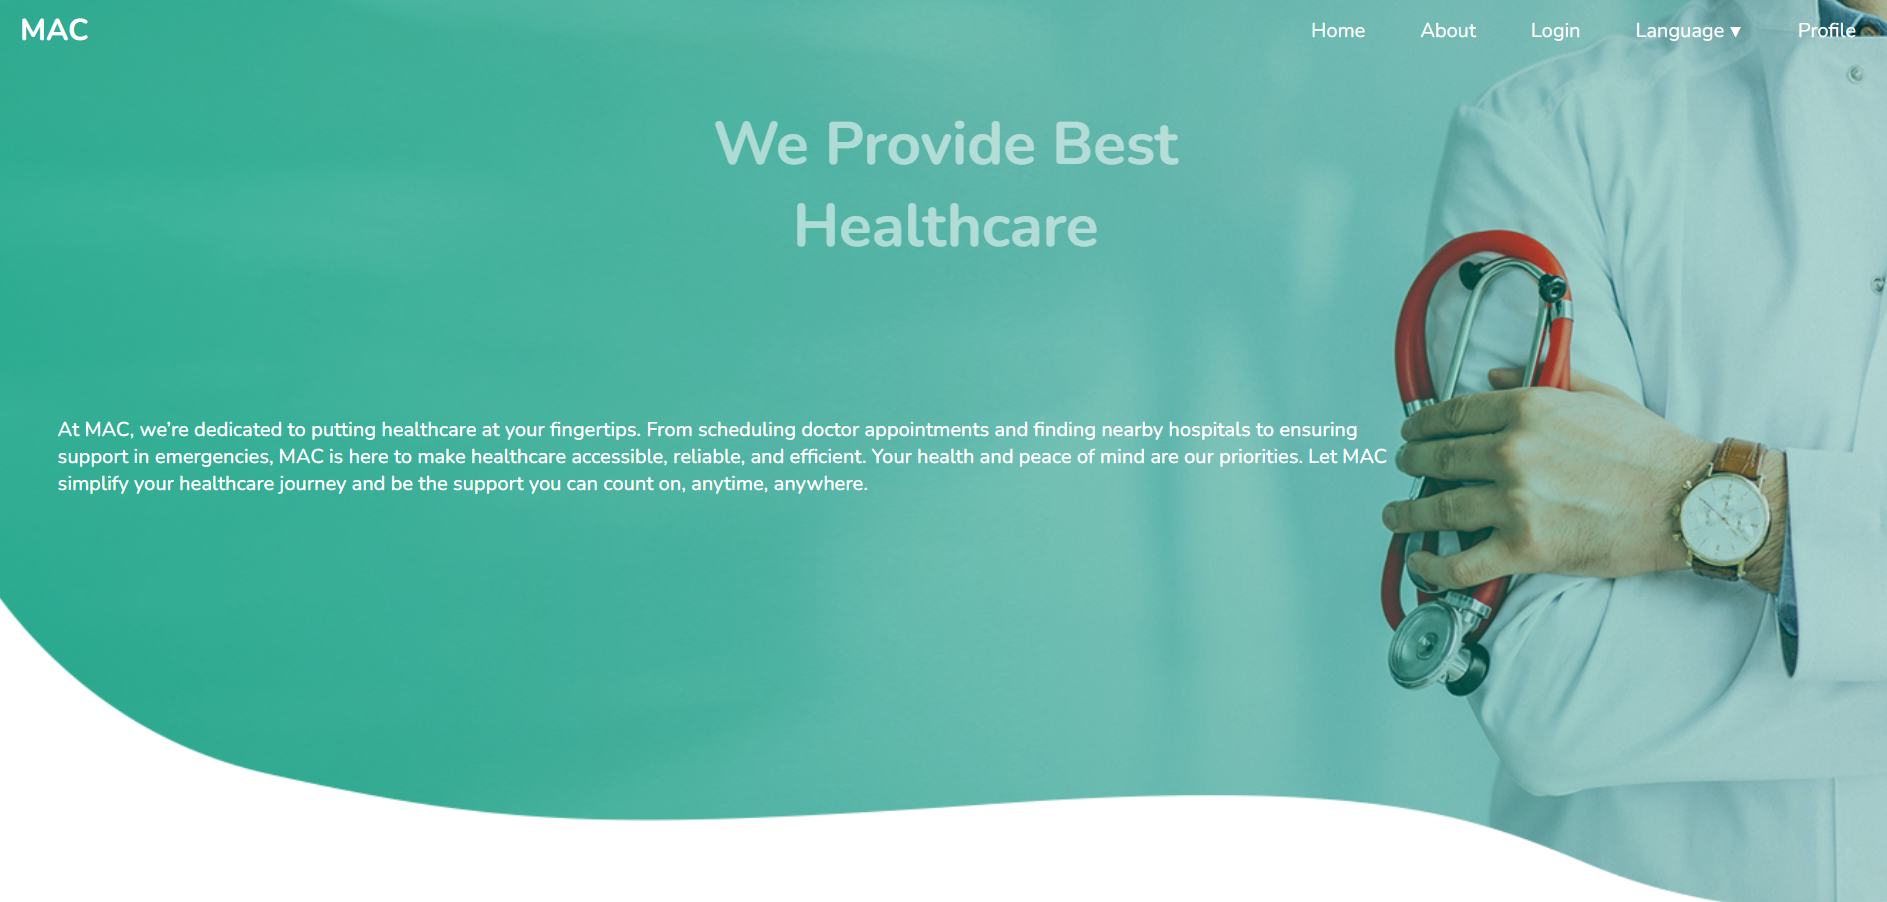 MAC
Home About Login Language ▼ Profile
We Provide Best
Healthcare
At MAC, we're dedicated to putting healthcare at your fingertips. From scheduling doctor appointments and finding nearby hospitals to ensuring
support in emergencies, MAC is here to make healthcare accessible, reliable, and efficient. Your health and peace of mind are our priorities. Let MAC
simplify your healthcare journey and be the support you can count on, anytime, anywhere.